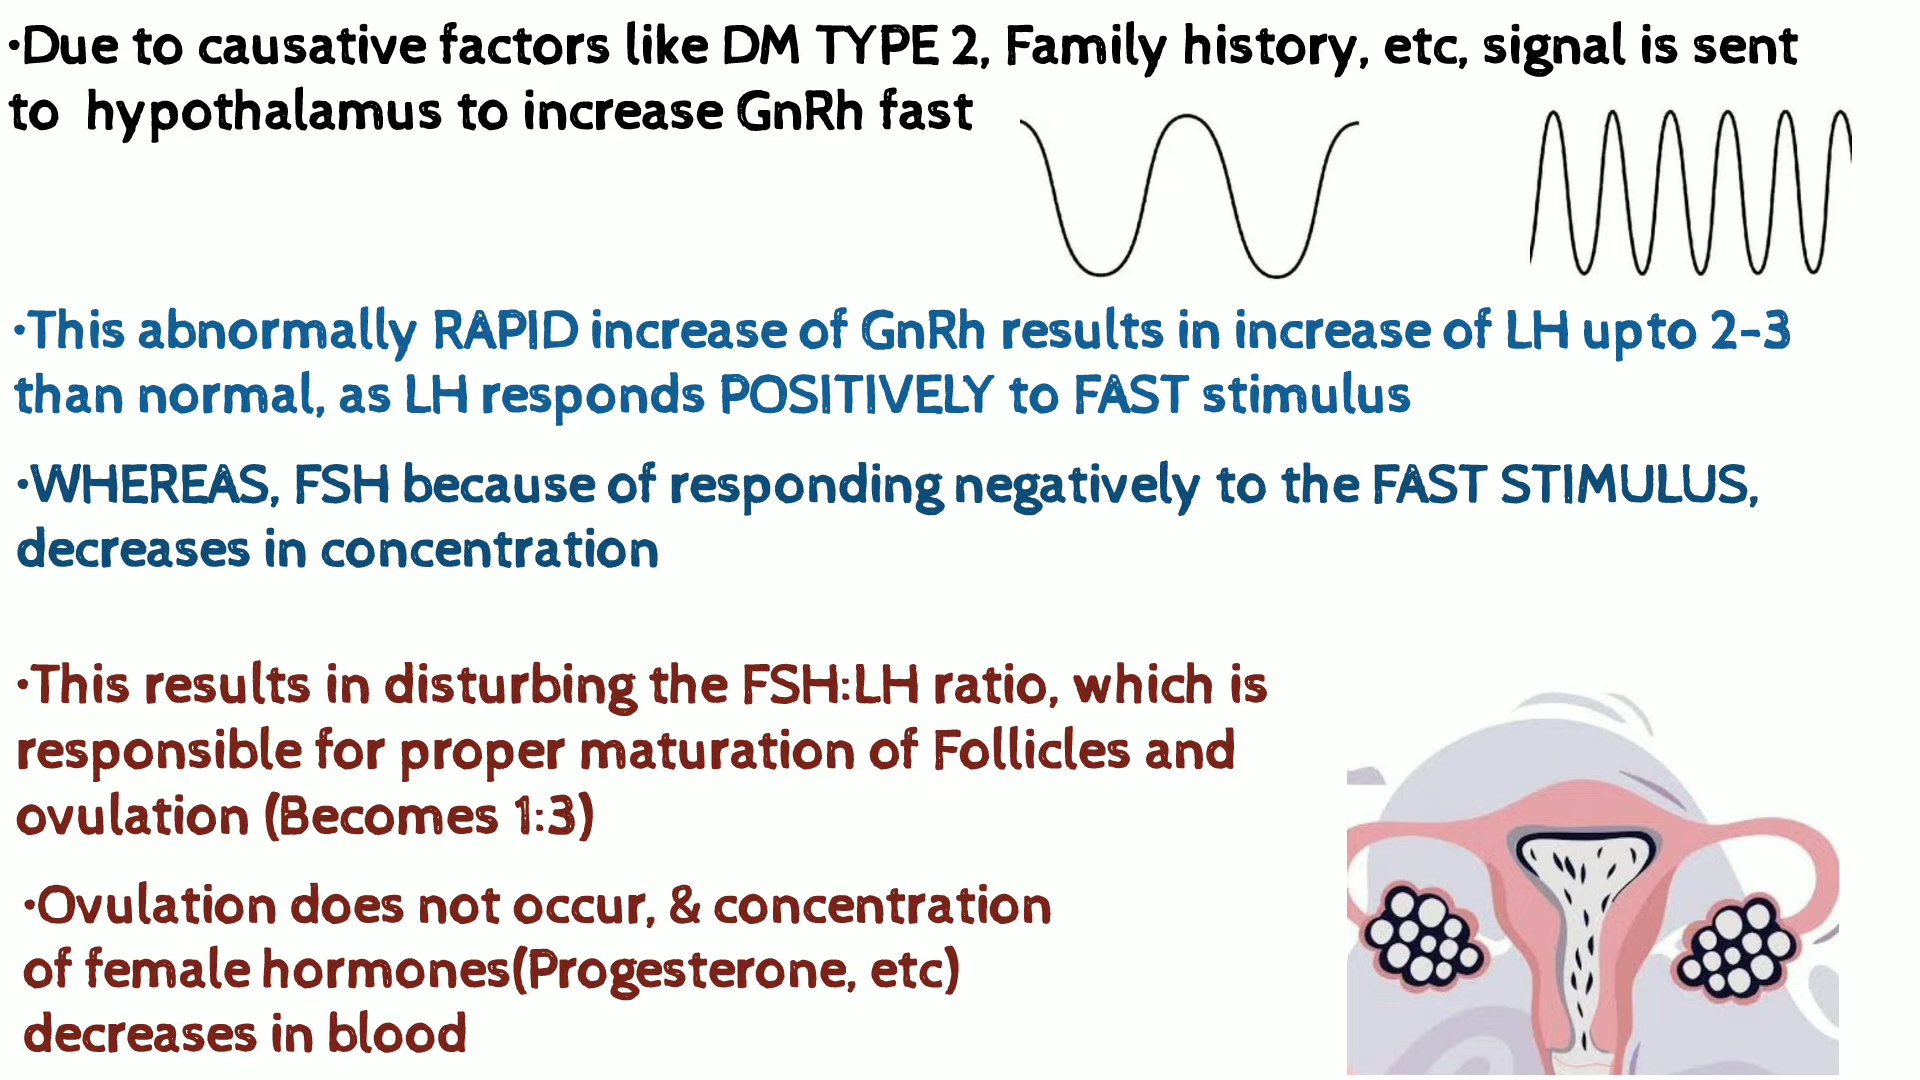 •Due to causative factors like DM TYPE 2, Family history, etc, signal is sent
to hypothalamus to increase GnRh fast
•This abnormally RAPID increase of GnRh results in increase of LH upto 2-3
than normal, as LH responds POSITIVELY to FAST stimulus
•WHEREAS, FSH because of responding negatively to the FAST STIMULUS,
decreases in concentration
•This results in disturbing the FSH:LH ratio, which is
responsible for proper maturation of Follicles and
ovulation (Becomes 1:3)
•Ovulation does not occur, & concentration
of female hormones(Progesterone, etc)
decreases in blood